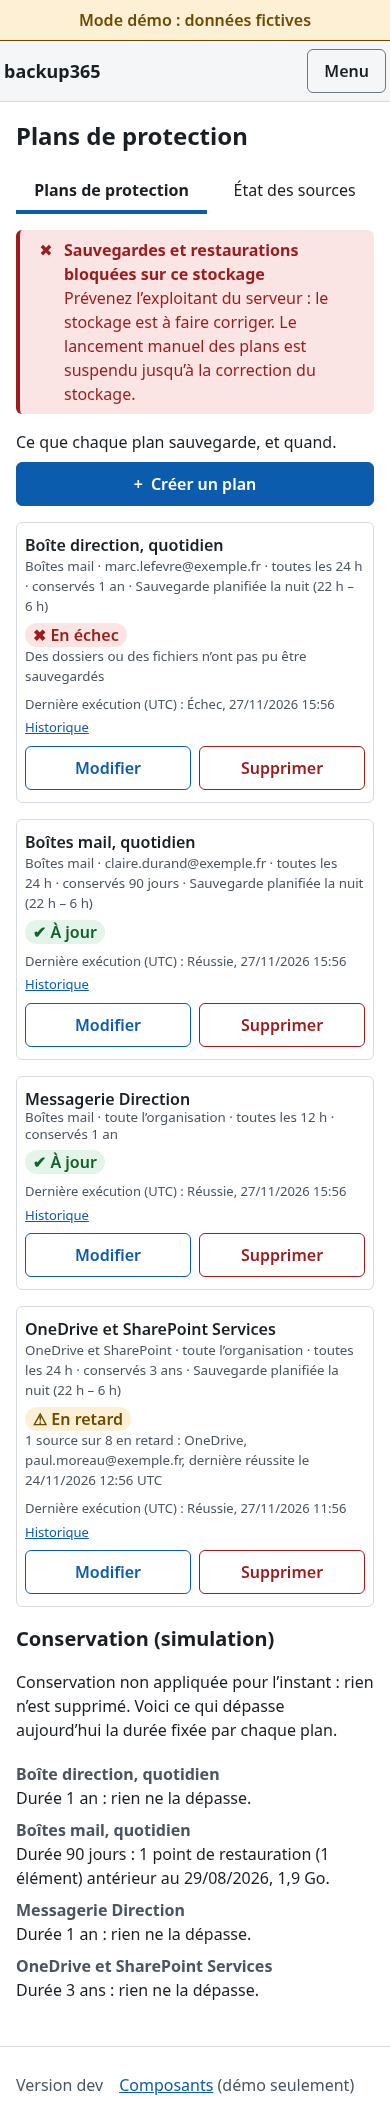 Mode démo : données fictives
backup365
Menu
Plans de protection
Plans de protection
État des sources
✖ Sauvegardes et restaurations
bloquées sur ce stockage
Prévenez l’exploitant du serveur : le
stockage est à faire corriger. Le
lancement manuel des plans est
suspendu jusqu’à la correction du
stockage.
Ce que chaque plan sauvegarde, et quand.
+ Créer un plan
Boîte direction, quotidien
Boîtes mail · marc.lefevre@exemple.fr · toutes les 24 h
· conservés 1 an · Sauvegarde planifiée la nuit (22 h –
6 h)
✖ En échec
Des dossiers ou des fichiers n’ont pas pu être
sauvegardés
Dernière exécution (UTC) : Échec, 27/11/2026 15:56
Historique
Modifier
Supprimer
Boîtes mail, quotidien
Boîtes mail · claire.durand@exemple.fr · toutes les
24 h · conservés 90 jours · Sauvegarde planifiée la nuit
(22 h – 6 h)
✔ À jour
Dernière exécution (UTC) : Réussie, 27/11/2026 15:56
Historique
Modifier
Supprimer
Messagerie Direction
Boîtes mail · toute l’organisation · toutes les 12 h ·
conservés 1 an
✔ À jour
Dernière exécution (UTC) : Réussie, 27/11/2026 15:56
Historique
Modifier
Supprimer
OneDrive et SharePoint Services
OneDrive et SharePoint · toute l’organisation · toutes
les 24 h · conservés 3 ans · Sauvegarde planifiée la
nuit (22 h – 6 h)
⚠ En retard
1 source sur 8 en retard : OneDrive,
paul.moreau@exemple.fr, dernière réussite le
24/11/2026 12:56 UTC
Dernière exécution (UTC) : Réussie, 27/11/2026 11:56
Historique
Modifier
Supprimer
Conservation (simulation)
Conservation non appliquée pour l’instant : rien
n’est supprimé. Voici ce qui dépasse
aujourd’hui la durée fixée par chaque plan.
Boîte direction, quotidien
Durée 1 an : rien ne la dépasse.
Boîtes mail, quotidien
Durée 90 jours : 1 point de restauration (1
élément) antérieur au 29/08/2026, 1,9 Go.
Messagerie Direction
Durée 1 an : rien ne la dépasse.
OneDrive et SharePoint Services
Durée 3 ans : rien ne la dépasse.
Version dev Composants (démo seulement)